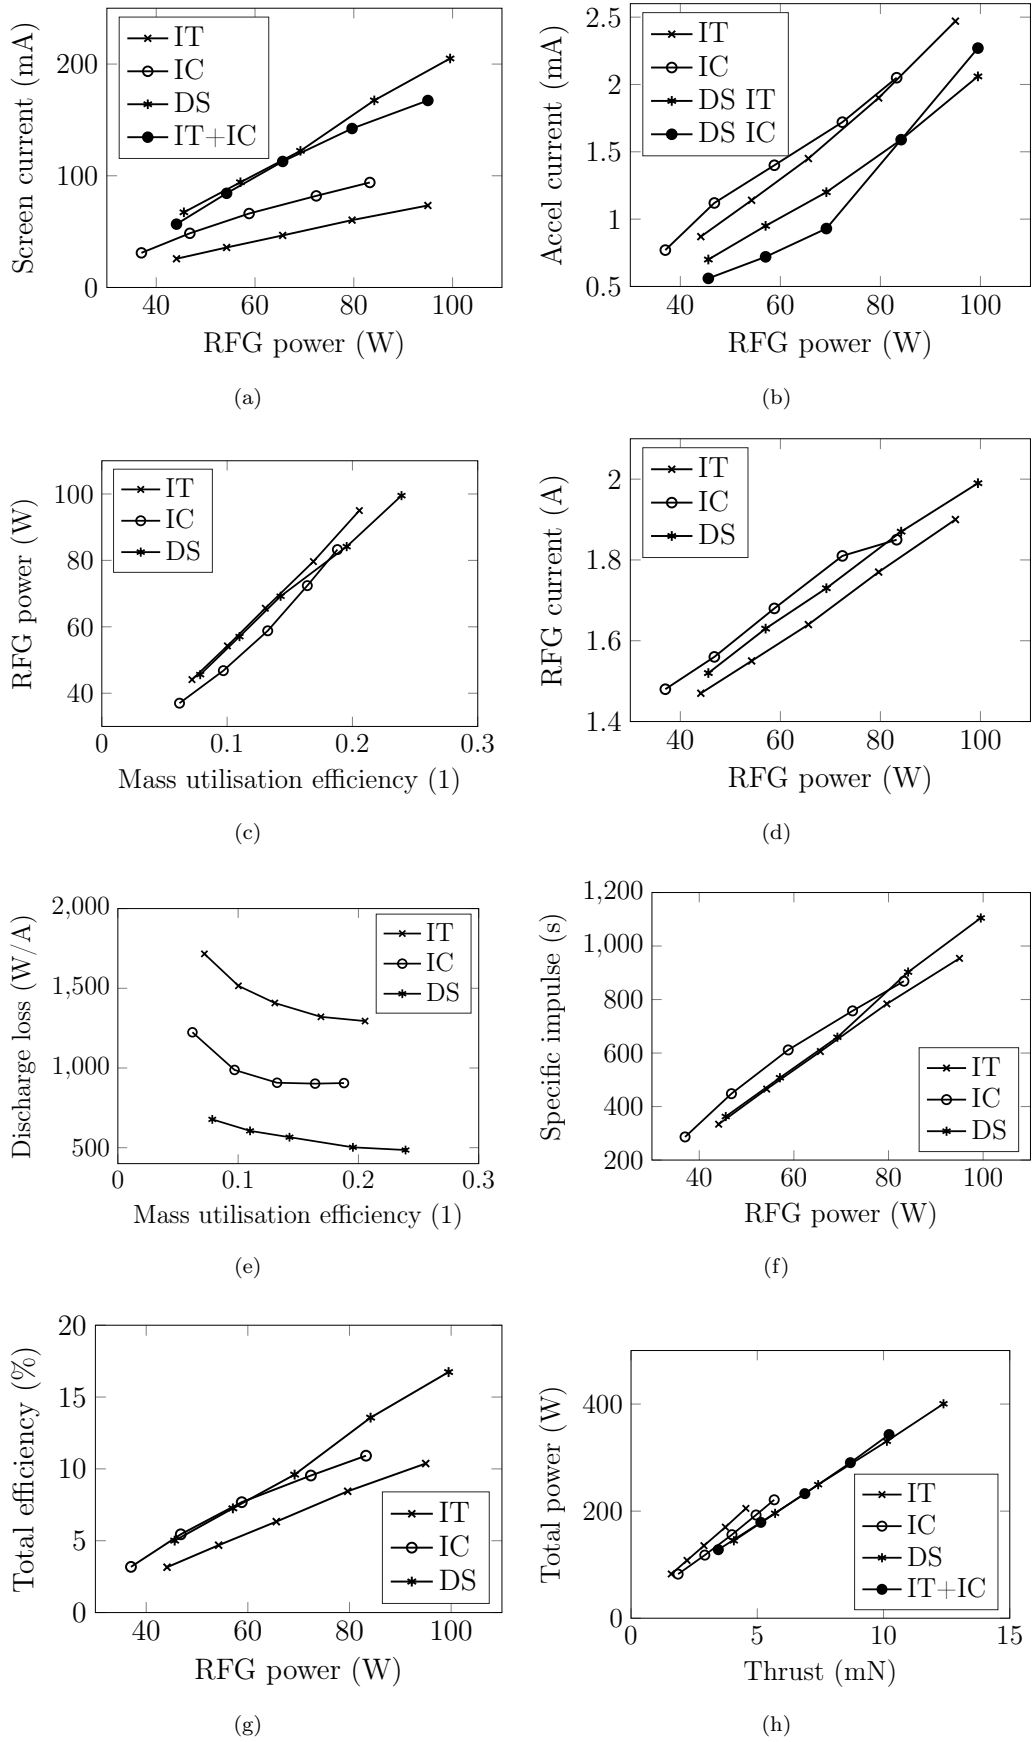 Screen current (mA)
200
100
0
IT
IC
DS
IT+IC
40 60 80 100
RFG power (W)
(a)
Accel current (mA)
2.5
2
1.5
1
0.5
IT
IC
DS IT
DS IC
40 60 80 100
RFG power (W)
(b)
RFG power (W)
100
80
60
40
IT
IC
DS
0 0.1 0.2 0.3
Mass utilisation efficiency (1)
(c)
RFG current (A)
2
1.8
1.6
1.4
IT
IC
DS
40 60 80 100
RFG power (W)
(d)
Discharge loss (W/A)
2,000
1,500
1,000
500
IT
IC
DS
0 0.1 0.2 0.3
Mass utilisation efficiency (1)
(e)
Specific impulse (s)
1,200
1,000
800
600
400
200
IT
IC
DS
40 60 80 100
RFG power (W)
(f)
Total efficiency (%)
20
15
10
5
0
IT
IC
DS
40 60 80 100
RFG power (W)
(g)
Total power (W)
400
200
0
IT
IC
DS
IT+IC
0 5 10 15
Thrust (mN)
(h)